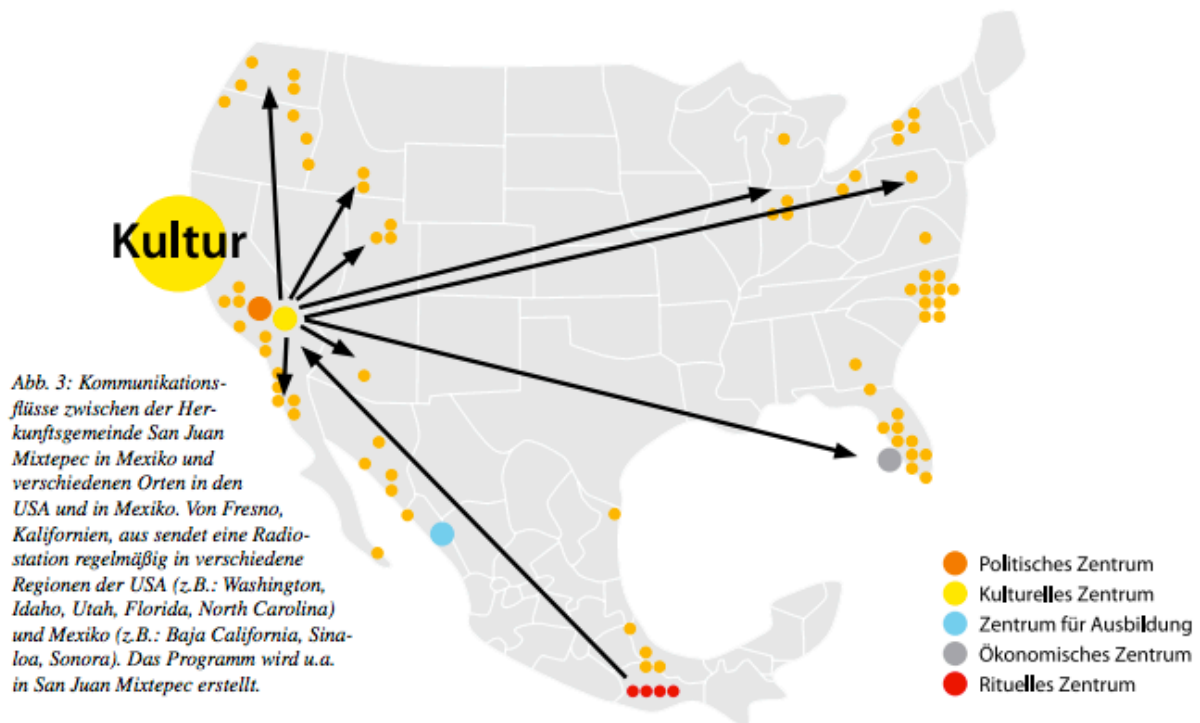 Kultur
Abb. 3: Kommunikations-
flüsse zwischen der Her-
kunftsgemeinde San Juan
Mixtepec in Mexiko und
verschiedenen Orten in den
USA und in Mexiko. Von Fresno,
Kalifornien, aus sendet eine Radio-
station regelmäßig in verschiedene
Regionen der USA (z.B.: Washington,
Idaho, Utah, Florida, North Carolina)
und Mexiko (z.B.: Baja California, Sina-
loa, Sonora). Das Programm wird u.a.
in San Juan Mixtepec erstellt.
Politisches Zentrum
Kulturelles Zentrum
Zentrum für Ausbildung
Ökonomisches Zentrum
Rituelles Zentrum